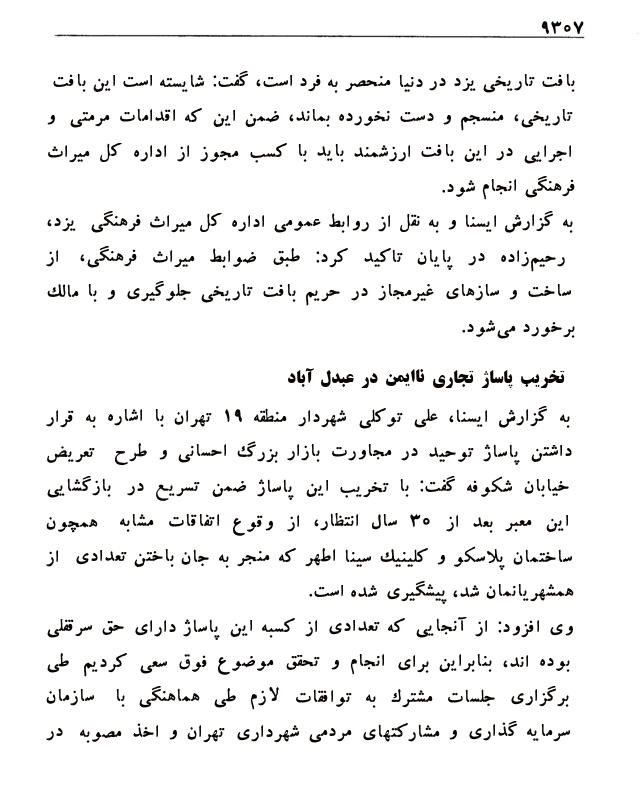 ۹۳۰۷
بافت تاریخی یزد در دنیا منحصر به فرد است، گفت: شایسته است این بافت
تاریخی، منسجم و دست نخورده بماند، ضمن این که اقدامات مرمتی و
اجرایی در این بافت ارزشمند باید با کسب مجوز از اداره کل میراث
فرهنگی انجام شود.
به گزارش ایسنا و به نقل از روابط عمومی اداره کل میراث فرهنگی یزد،
رحیم‌زاده در پایان تاکید کرد: طبق ضوابط میراث فرهنگی، از
ساخت و سازهای غیرمجاز در حریم بافت تاریخی جلوگیری و با مالك
برخورد می‌شود.
تخریب پاساژ تجاری ناایمن در عبدل آباد
به گزارش ایسنا، علی توکلی شهردار منطقه ۱۹ تهران با اشاره به قرار
داشتن پاساژ توحید در مجاورت بازار بزرگ احسانی و طرح تعریض
خیابان شکوفه گفت: با تخریب این پاساژ ضمن تسریع در بازگشایی
این معبر بعد از ۳۰ سال انتظار، از وقوع اتفاقات مشابه همچون
ساختمان پلاسکو و کلینیك سینا اطهر که منجر به جان باختن تعدادی از
همشهریانمان شد، پیشگیری شده است.
وی افزود: از آنجایی که تعدادی از کسبه این پاساژ دارای حق سرقفلی
بوده اند، بنابراین برای انجام و تحقق موضوع فوق سعی کردیم طی
برگزاری جلسات مشترك به توافقات لازم طی هماهنگی با سازمان
سرمایه گذاری و مشارکتهای مردمی شهرداری تهران و اخذ مصوبه در